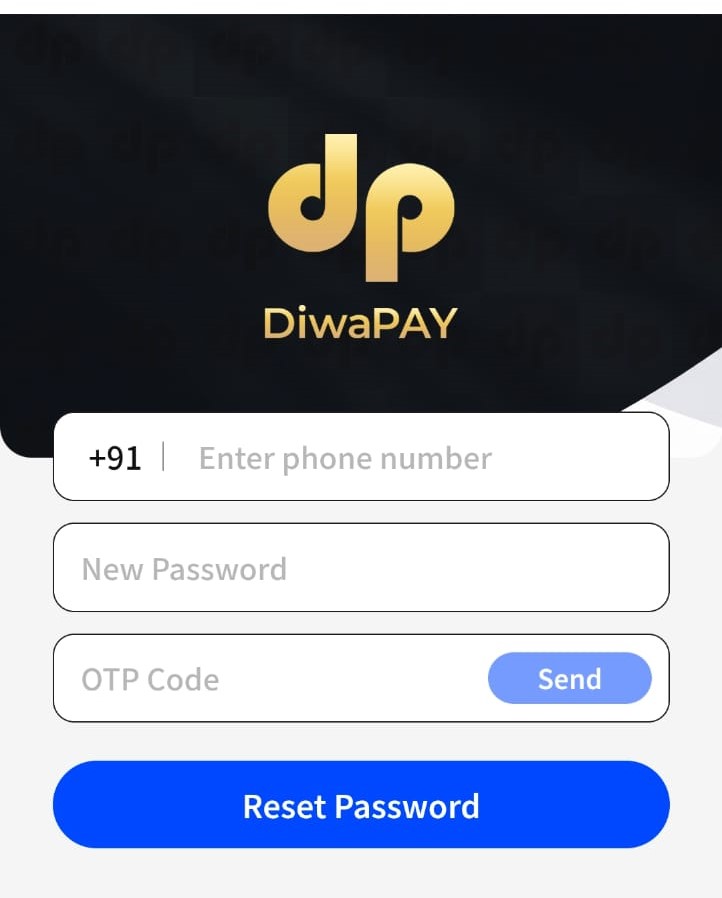 dp
DiwaPAY
+91 | Enter phone number
New Password
OTP Code Send
Reset Password